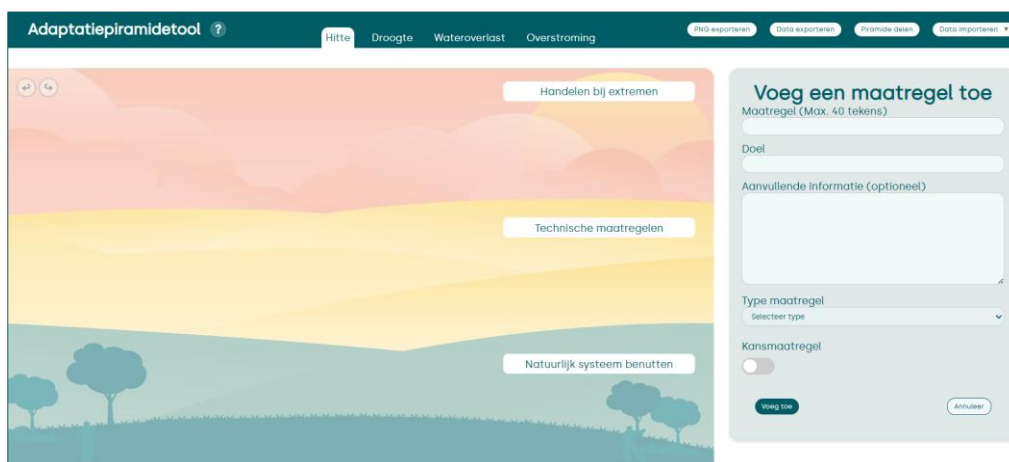 Adaptatiepiramidetool ?
Hitte Droogte Wateroverlast Overstroming
PNG exporteren Data exporteren Piramide delen Data importeren
Handelen bij extremen
Technische maatregelen
Natuurlijk systeem benutten
Voeg een maatregel toe
Maatregel (Max. 40 tekens)
Doel
Aanvullende informatie (optioneel)
Type maatregel
Selecteer type
Kansmaatregel
Voeg toe Annuleer